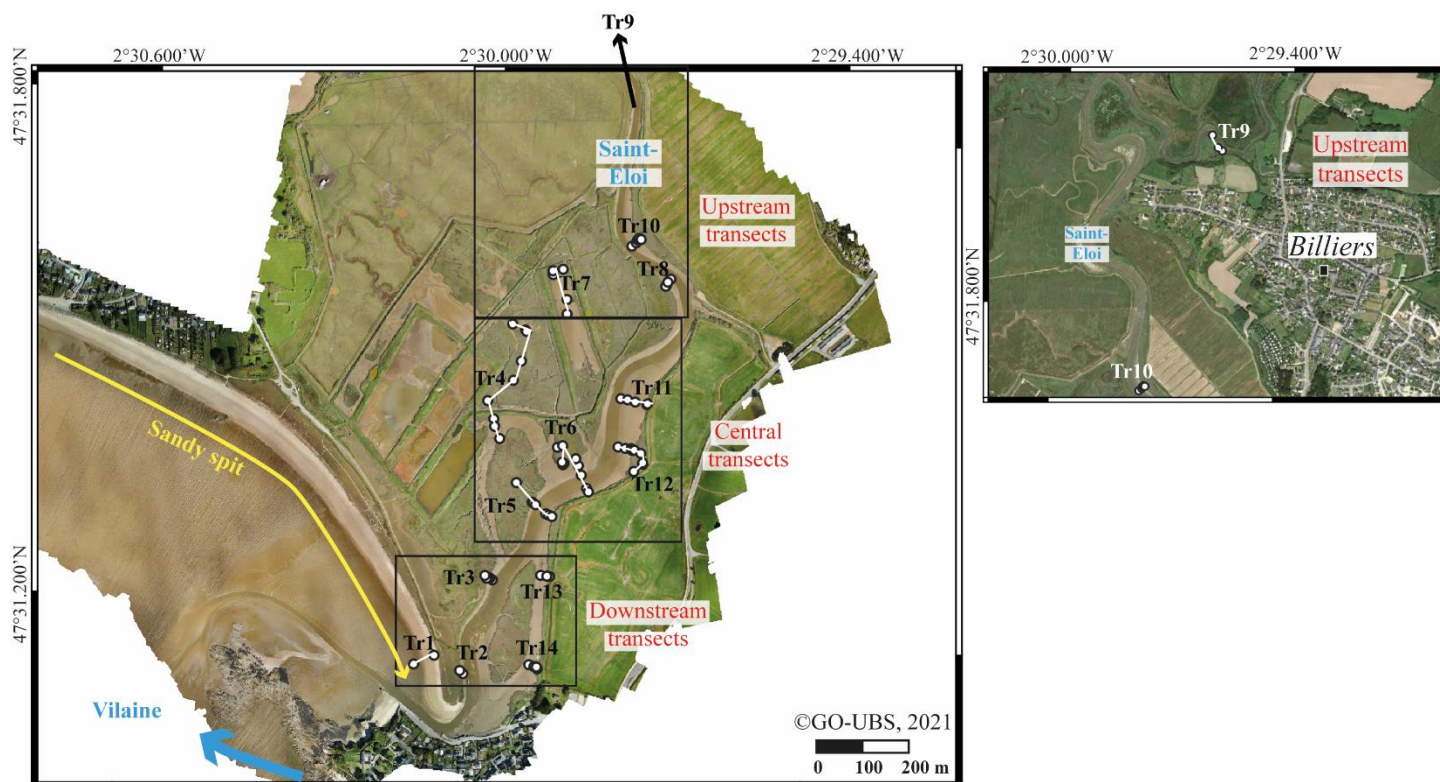 Tr9
2°30.600'W
2°30.000'W
2°29.400'W
47°31.800'N
47°31.200'N
Saint-
Eloi
Upstream
transects
Tr10
Tr8
Tr7
Tr4
Tr11
Tr6
Central
transects
Tr12
Tr5
Sandy spit
Tr3
Tr13
Downstream
transects
Tr1
Tr2
Tr14
Vilaine
©GO-UBS, 2021
0 100 200 m
2°30.000'W
2°29.400'W
47°31.800'N
Tr9
Upstream
transects
Saint-
Eloi
Billiers
Tr10